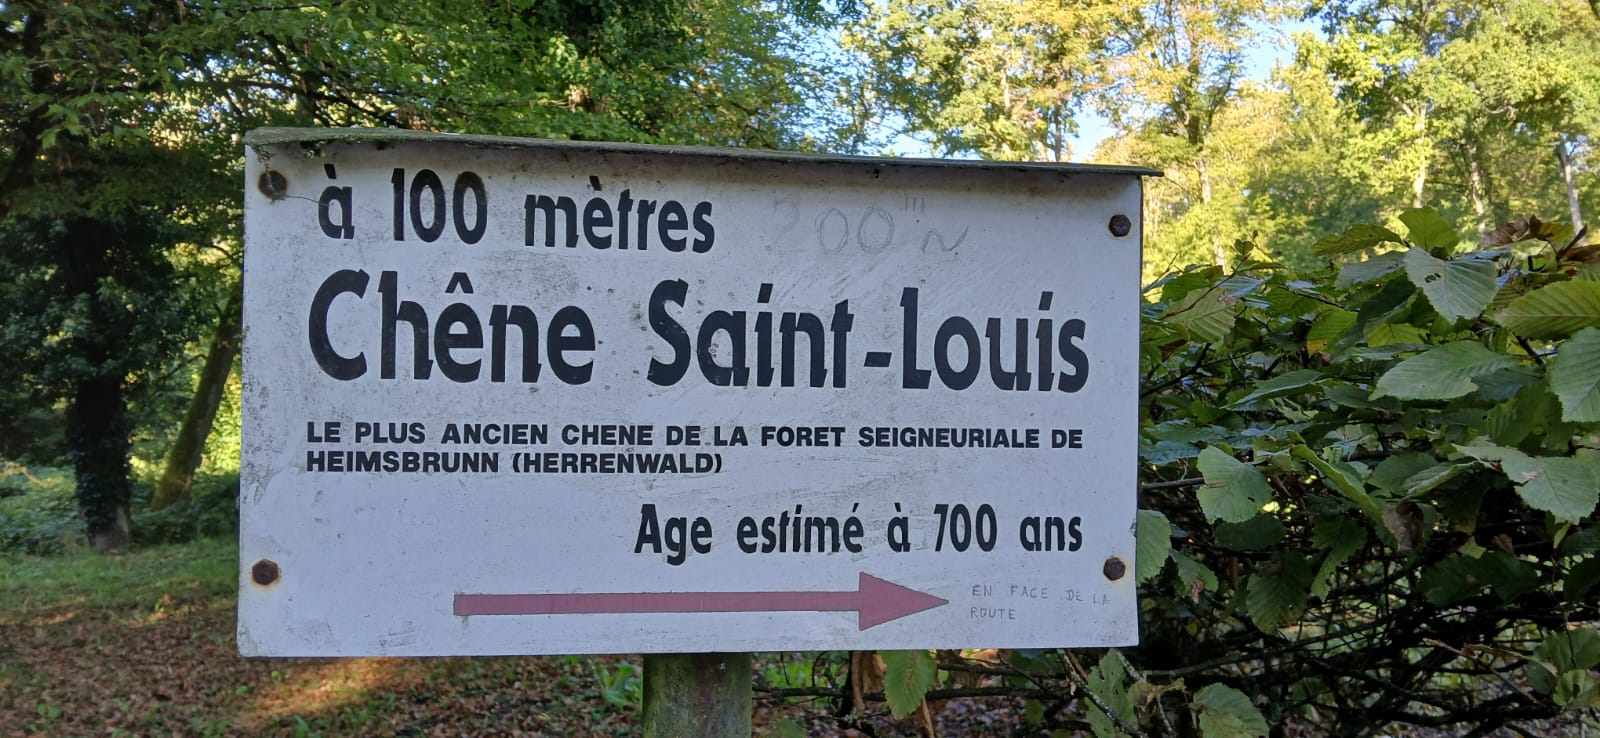 à 100 mètres 200 m
Chêne Saint-Louis
LE PLUS ANCIEN CHENE DE LA FORET SEIGNEURIALE DE
HEIMSBRUNN (HERRENWALD)
Age estimé à 700 ans
EN FACE DE LA
ROUTE